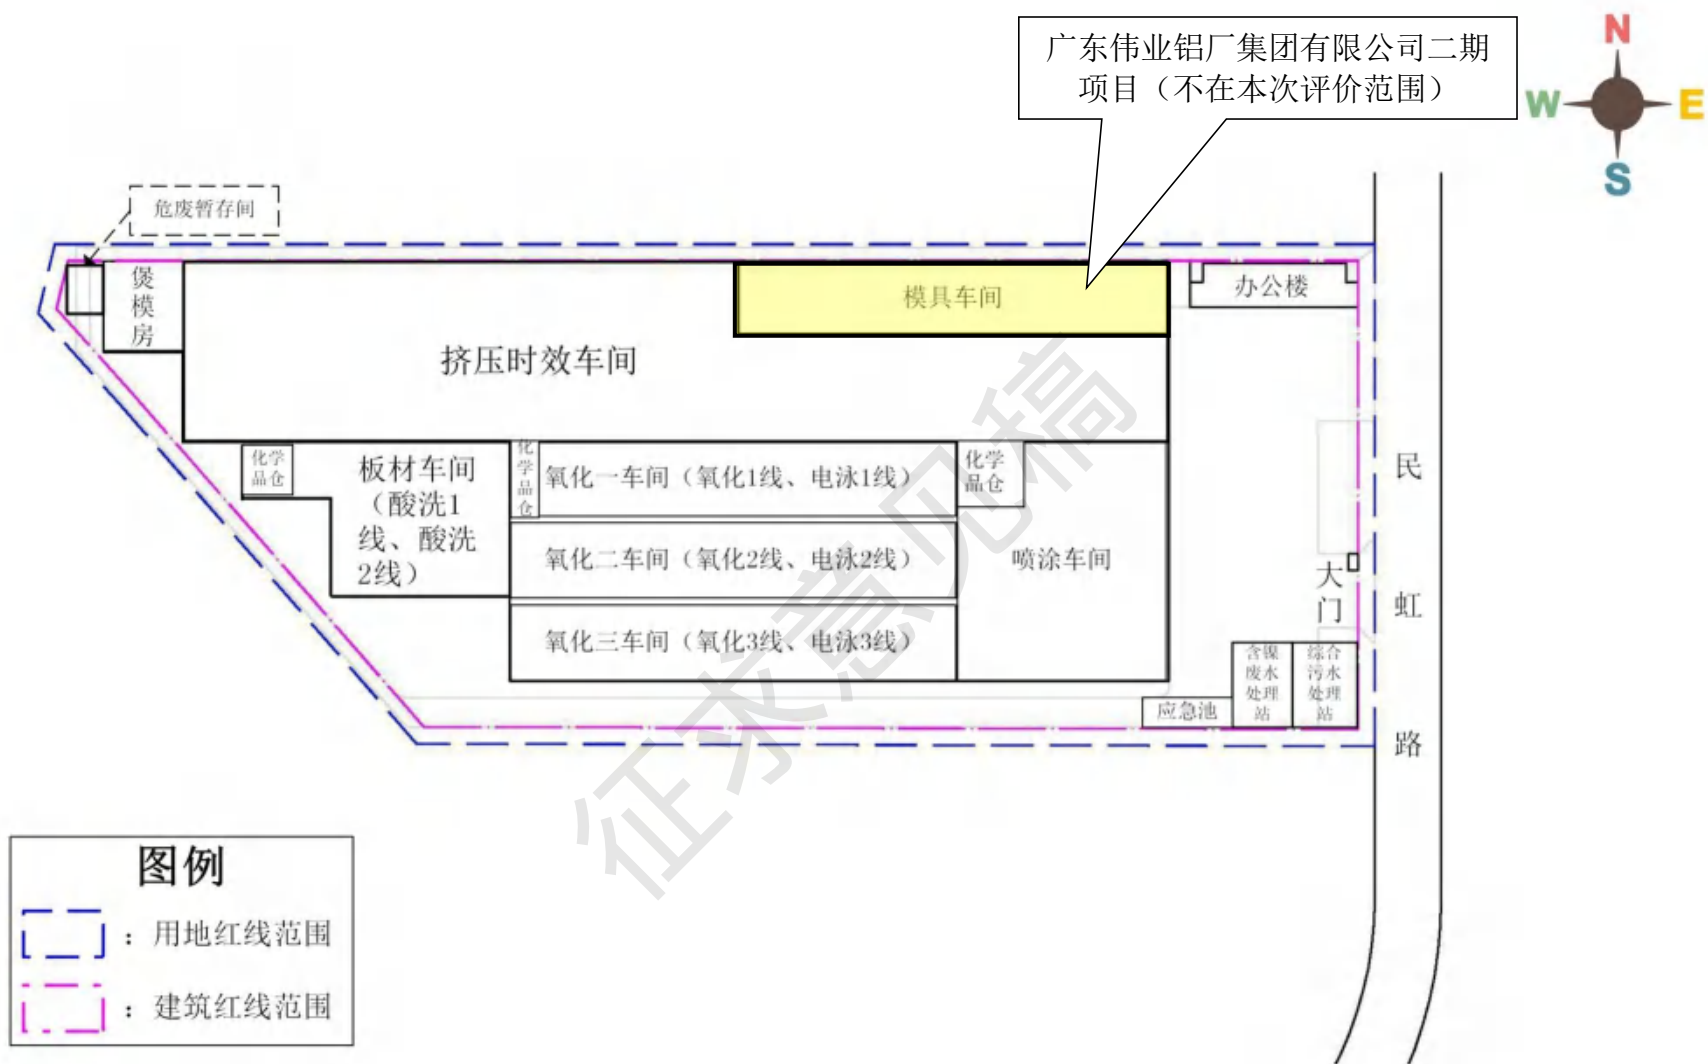 广东伟业铝厂集团有限公司二期
项目（不在本次评价范围）
N
W
E
S
危废暂存间
煲
模
房
模具车间
办公楼
挤压时效车间
化学
品仓
板材车间
（酸洗1
线、酸洗
2线）
化
学
品
仓
氧化一车间（氧化1线、电泳1线）
化学
品仓
氧化二车间（氧化2线、电泳2线）
喷涂车间
氧化三车间（氧化3线、电泳3线）
大
门
民
虹
路
含镍
废水
处理
站
综合
污水
处理
站
应急池
征求意见稿
图例
：用地红线范围
：建筑红线范围